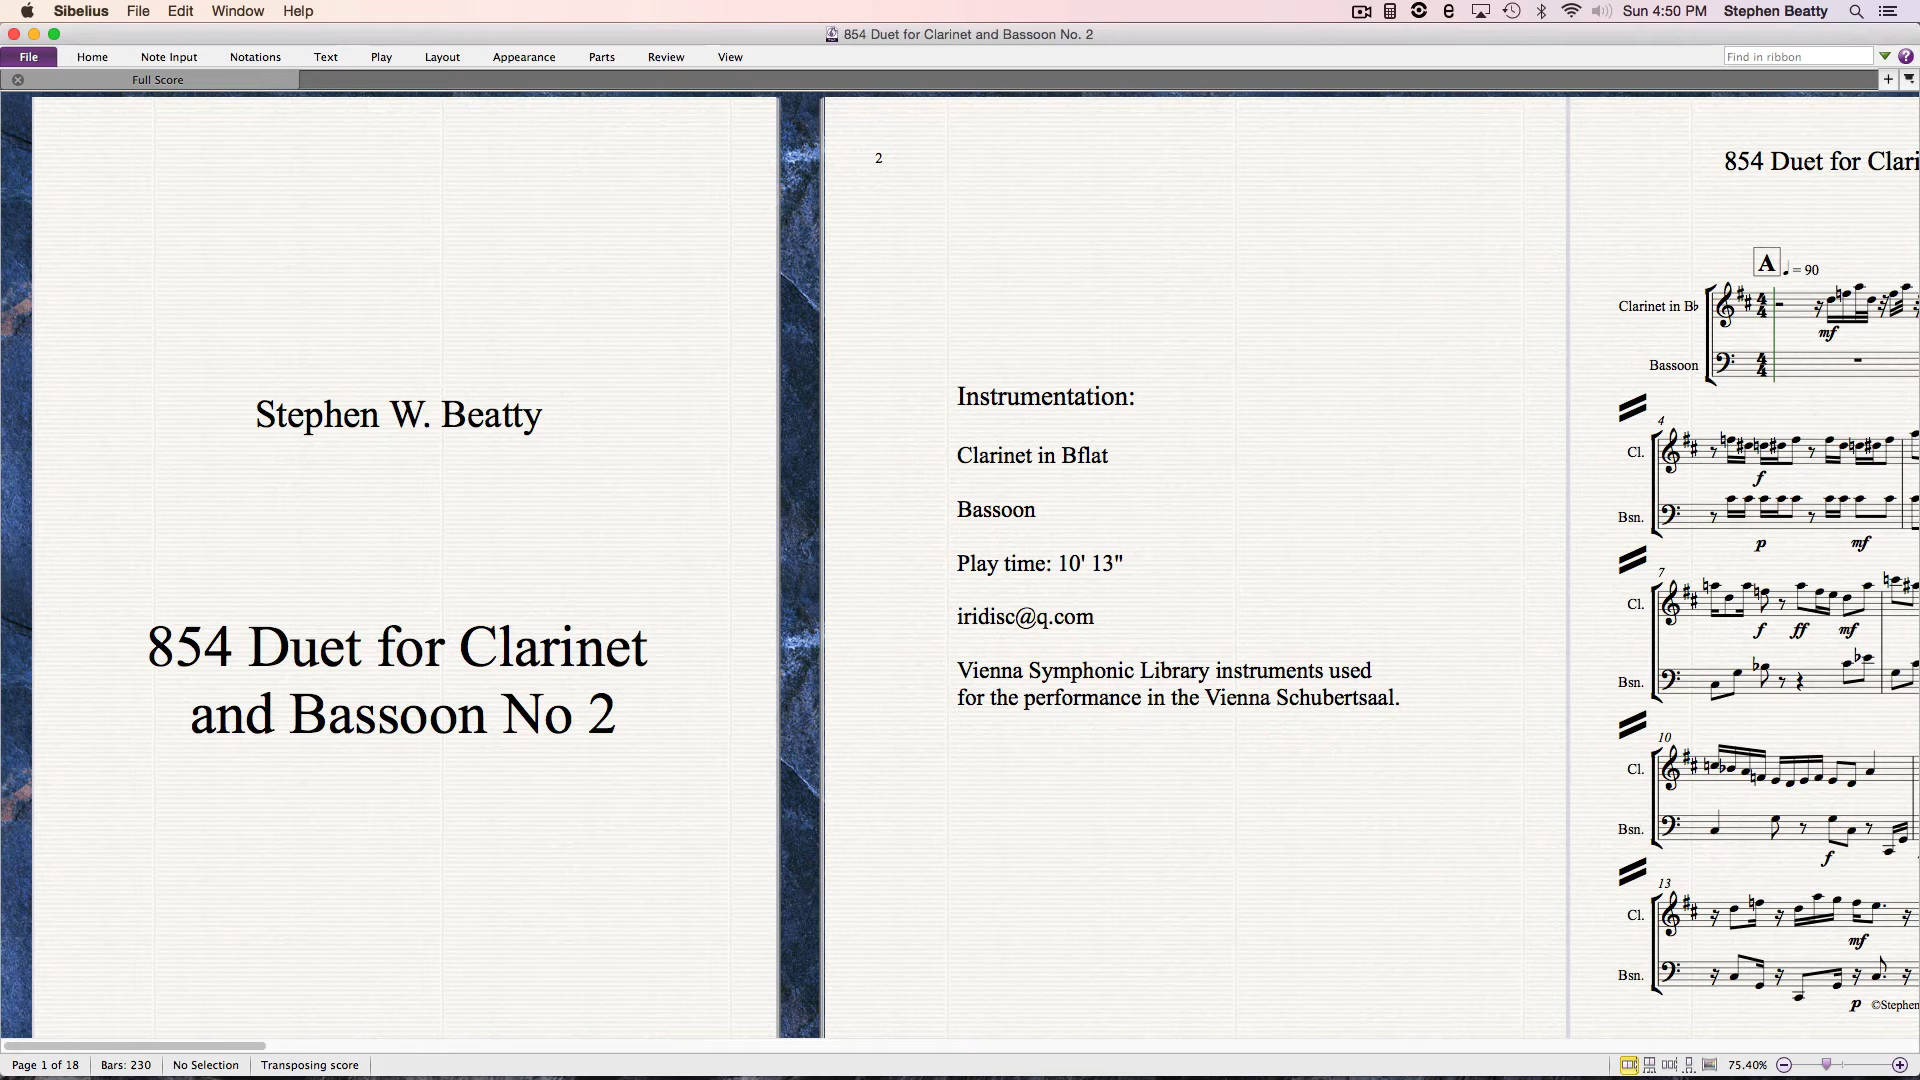 Sibelius File Edit Window Help
Sun 4:50 PM Stephen Beatty
854 Duet for Clarinet and Bassoon No. 2
File Home Note Input Notations Text Play Layout Appearance Parts Review View
Find in ribbon
Full Score
Stephen W. Beatty
854 Duet for Clarinet
and Bassoon No 2
2
Instrumentation:
Clarinet in Bflat
Bassoon
Play time: 10' 13"
iridisc@q.com
Vienna Symphonic Library instruments used
for the performance in the Vienna Schubertsaal.
854 Duet for Clari
A ♩ = 90
Clarinet in B♭
mf
Bassoon
4
Cl.
f
Bsn.
p mf
7
Cl.
f ff mf
Bsn.
10
Cl.
Bsn.
f
13
Cl.
mf
Bsn.
p ©Stephen
Page 1 of 18 Bars: 230 No Selection Transposing score
75.40%